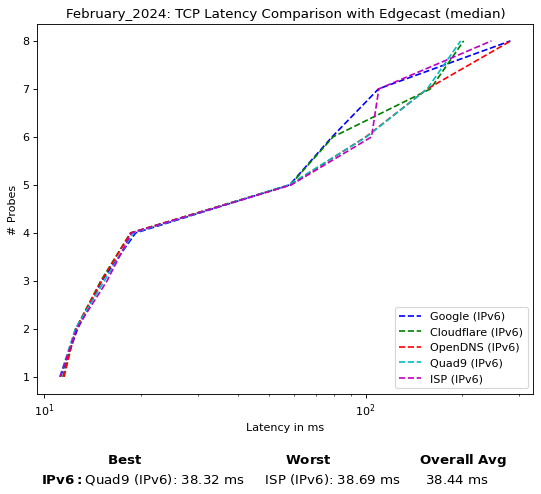 February_2024: TCP Latency Comparison with Edgecast (median)
8
7
6
5
4
3
2
1
# Probes
Google (IPv6)
Cloudflare (IPv6)
OpenDNS (IPv6)
Quad9 (IPv6)
ISP (IPv6)
10¹ 10²
Latency in ms
Best Worst Overall Avg
IPv6: Quad9 (IPv6): 38.32 ms ISP (IPv6): 38.69 ms 38.44 ms